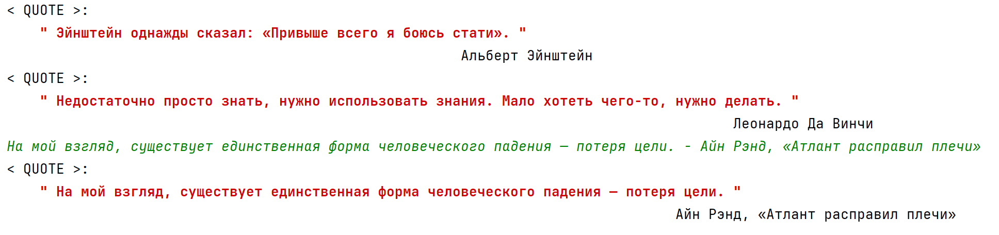 < QUOTE >:
" Эйнштейн однажды сказал: «Привыше всего я боюсь стати». "
Альберт Эйнштейн
< QUOTE >:
" Недостаточно просто знать, нужно использовать знания. Мало хотеть чего-то, нужно делать. "
Леонардо Да Винчи
На мой взгляд, существует единственная форма человеческого падения — потеря цели. - Айн Рэнд, «Атлант расправил плечи»
< QUOTE >:
" На мой взгляд, существует единственная форма человеческого падения — потеря цели. "
Айн Рэнд, «Атлант расправил плечи»